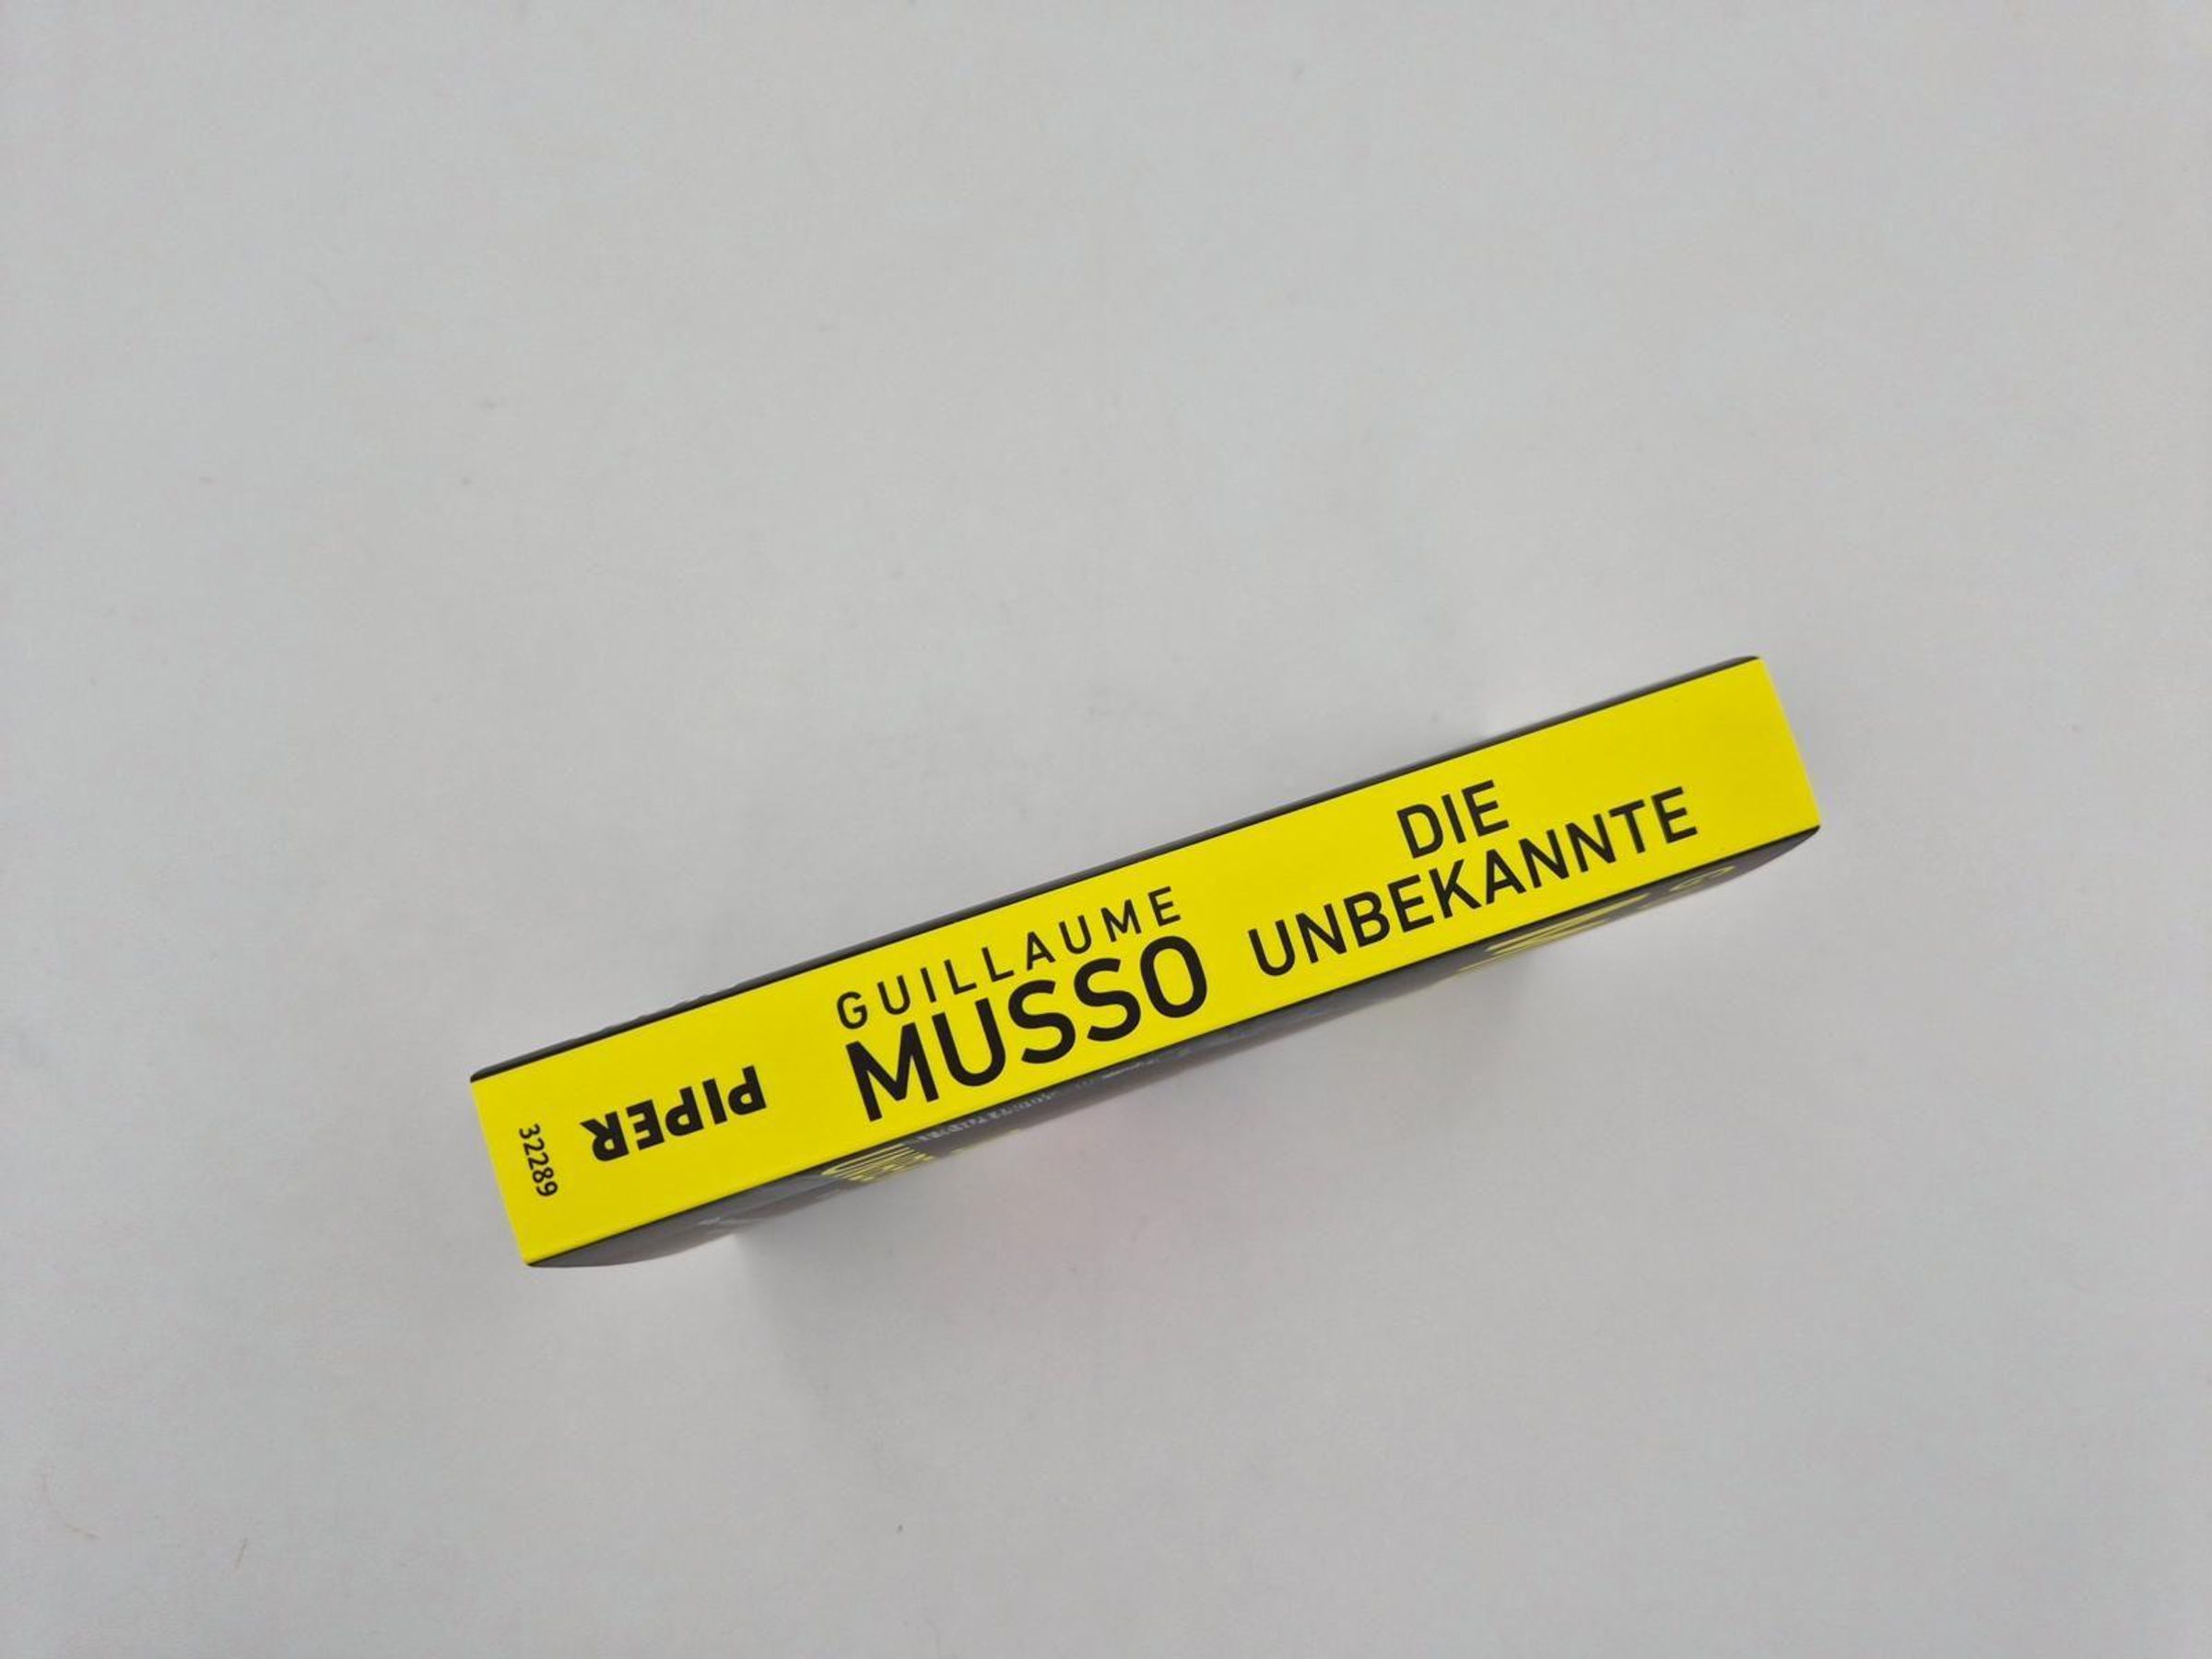 GUILLAUME
MUSSO
DIE
UNBEKANNTE
PIPER
32289